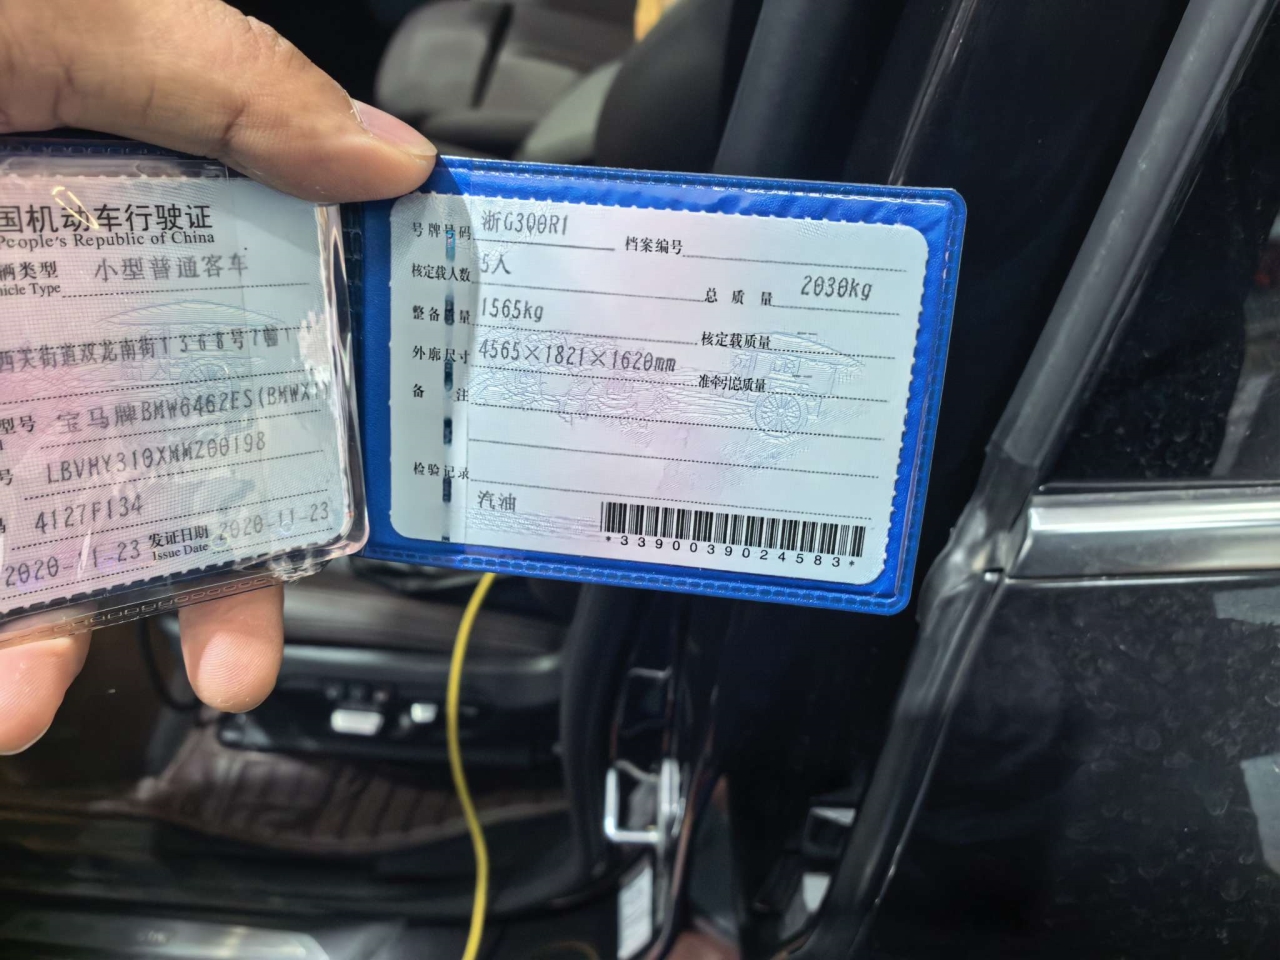 国机动车行驶证
People's Republic of China
辆类型 小型普通客车
hicle Type
西关街道双龙南街1368号7幢1
型号 宝马牌BMW6462ES(BMWX1)
号 LBVHY310XMMZ00198
4127F134
2020-11-23 发证日期 2020-11-23
Issue Date
号牌号码 浙G3Q0R1 档案编号
核定载人数 5人 总质量 2030kg
整备质量 1565kg 核定载质量 --
外廓尺寸 4565×1821×1620mm 准牵引总质量 --
备注
检验记录
汽油
*3390039024583*